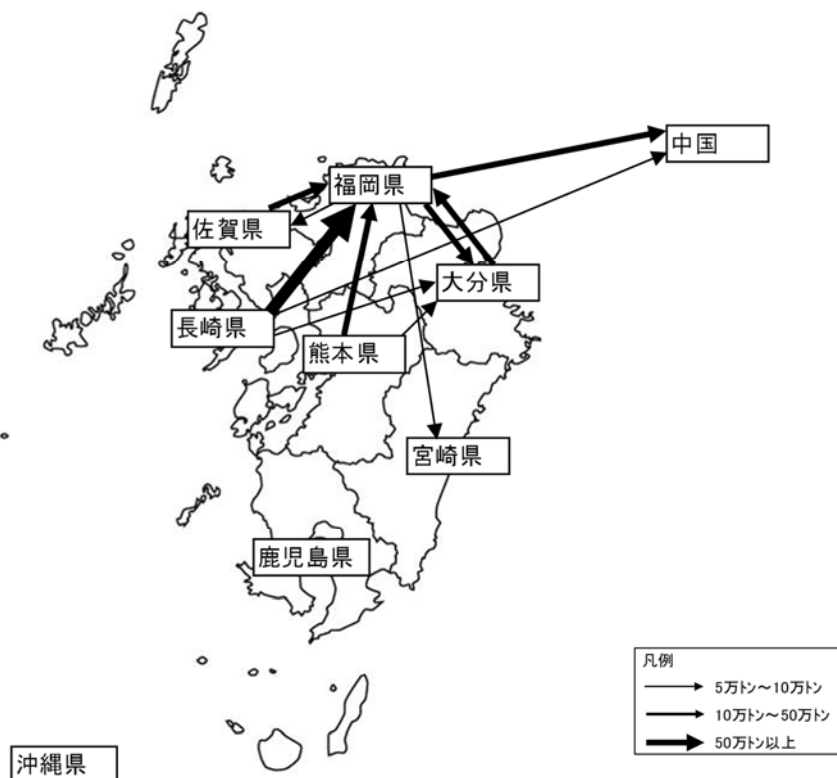 中国
福岡県
佐賀県
大分県
長崎県
熊本県
宮崎県
鹿児島県
凡例
5万トン～10万トン
10万トン～50万トン
50万トン以上
沖縄県